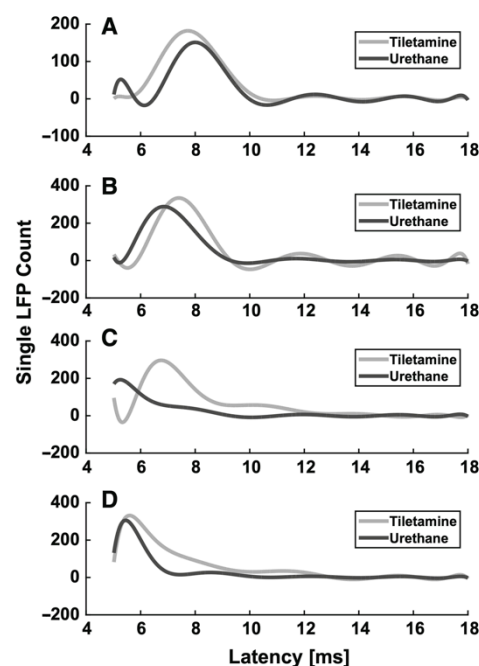 A
200
100
0
−100
Tiletamine
Urethane
4 6 8 10 12 14 16 18
B
400
200
0
−200
Tiletamine
Urethane
4 6 8 10 12 14 16 18
C
400
200
0
−200
Tiletamine
Urethane
4 6 8 10 12 14 16 18
D
400
200
0
−200
Tiletamine
Urethane
4 6 8 10 12 14 16 18
Single LFP Count
Latency [ms]